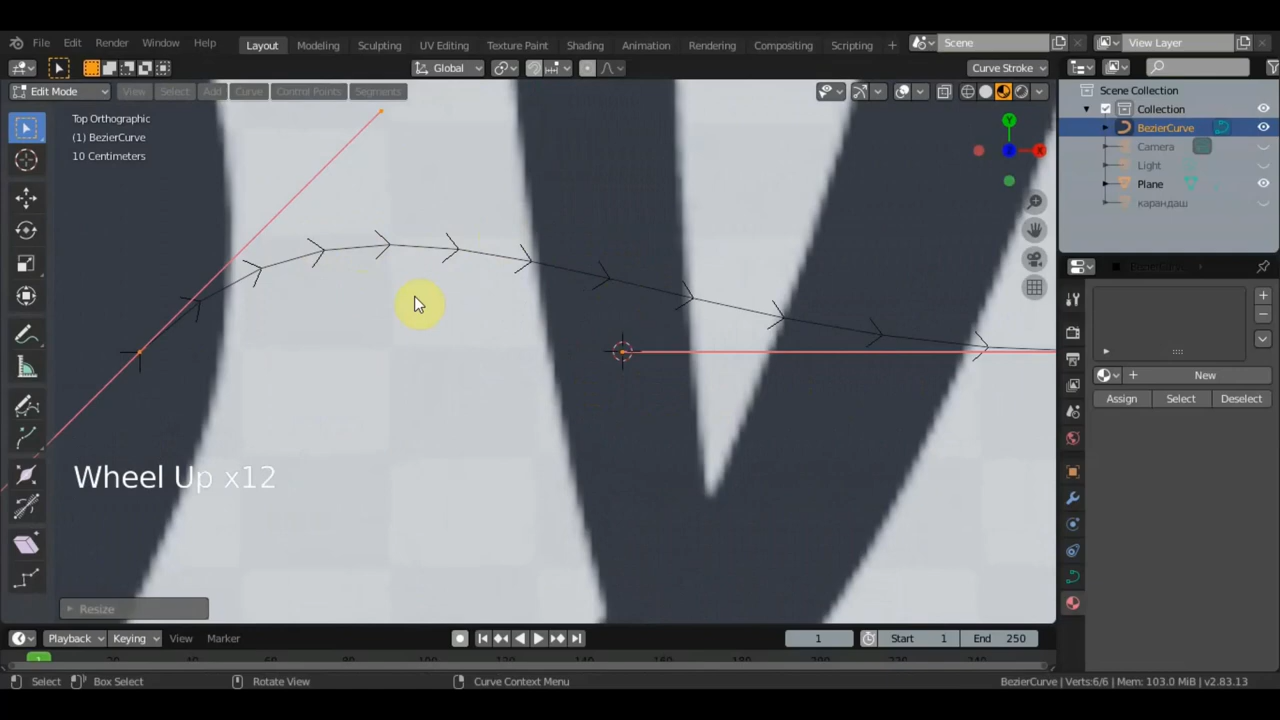 File Edit Render Window Help Layout Modeling Sculpting UV Editing Texture Paint Shading Animation Rendering Compositing Scripting Scene View Layer
Global Curve Stroke
Edit Mode View Select Add Curve Control Points Segments
Top Orthographic
(1) BezierCurve
10 Centimeters
Y
X
Z
Scene Collection
Collection
BezierCurve
Camera
Light
Plane
карандаш
New
Assign Select Deselect
Wheel Up x12
Resize
Playback Keying View Marker 1 Start 1 End 250
1
Select Box Select Rotate View Curve Context Menu BezierCurve | Verts:6/6 | Mem: 103.0 MiB | v2.83.13